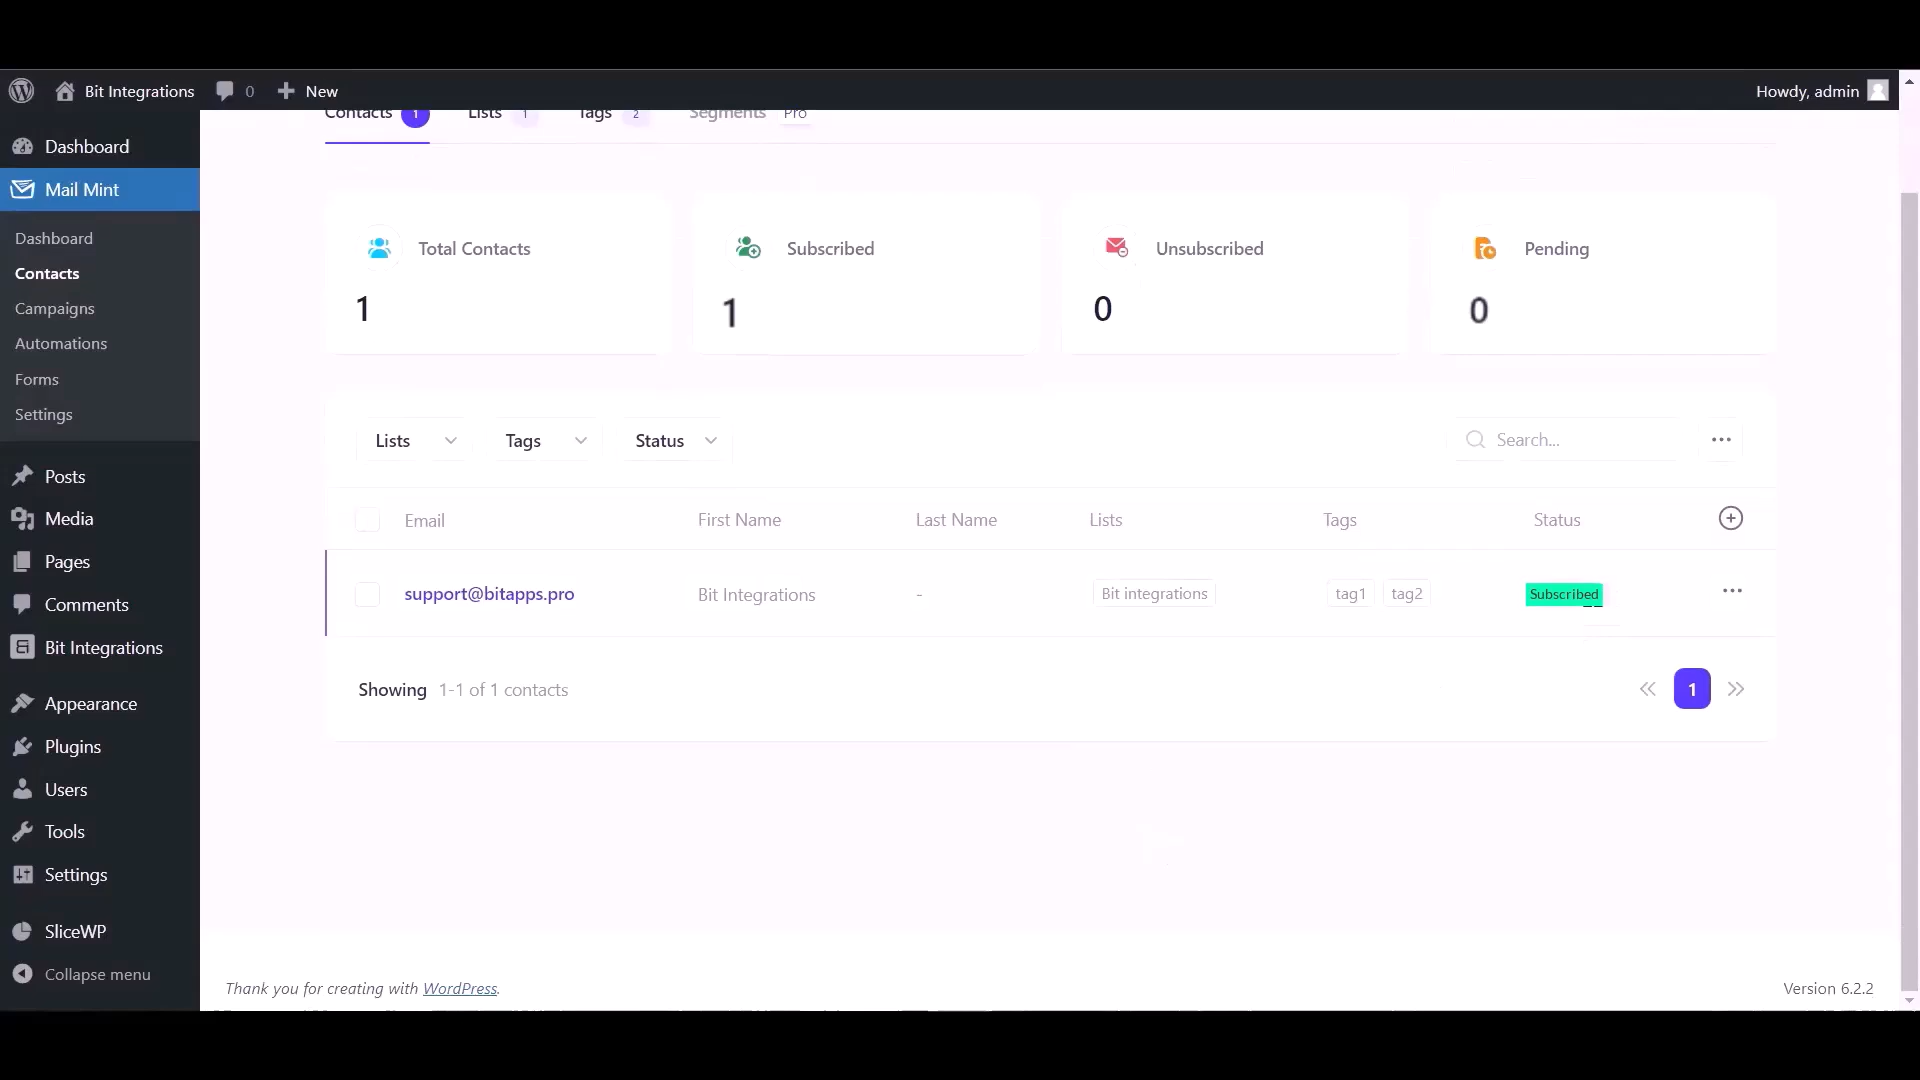 Bit Integrations 0 New Howdy, admin
Contacts 1 Lists 1 Tags 2 Segments Pro
Dashboard
Mail Mint
Dashboard
Contacts
Campaigns
Automations
Forms
Settings
Posts
Media
Pages
Comments
Bit Integrations
Appearance
Plugins
Users
Tools
Settings
SliceWP
Collapse menu
Total Contacts
1
Subscribed
1
Unsubscribed
0
Pending
0
Lists Tags Status Search...
Email First Name Last Name Lists Tags Status
support@bitapps.pro Bit Integrations - Bit integrations tag1 tag2 Subscribed
Showing 1-1 of 1 contacts 1
Thank you for creating with WordPress. Version 6.2.2